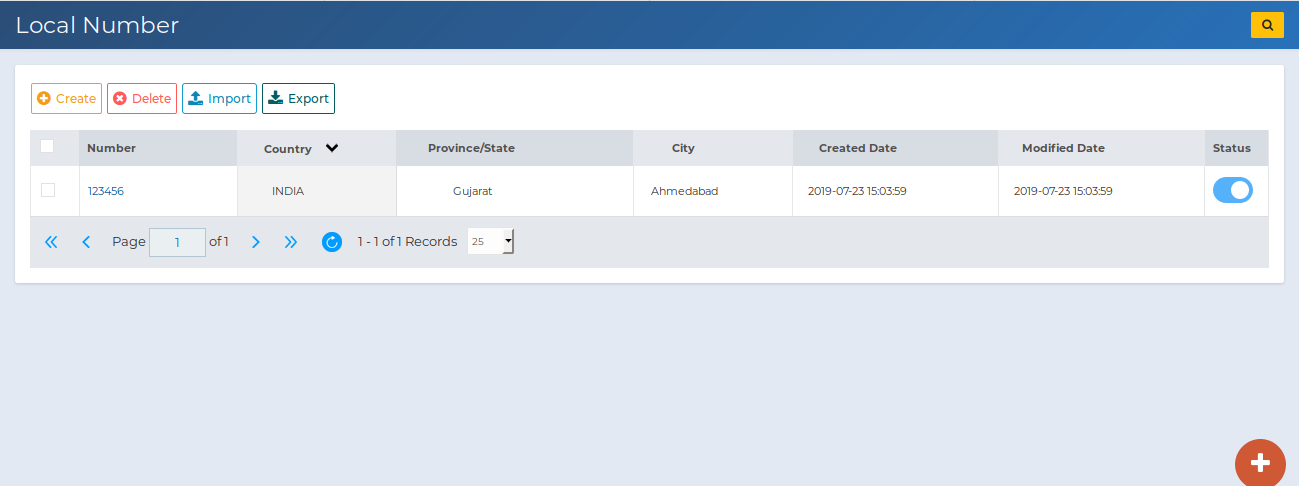 Local Number
Create Delete Import Export
Number Country Province/State City Created Date Modified Date Status
123456 INDIA Gujarat Ahmedabad 2019-07-23 15:03:59 2019-07-23 15:03:59
Page 1 of 1 1 - 1 of 1 Records 25